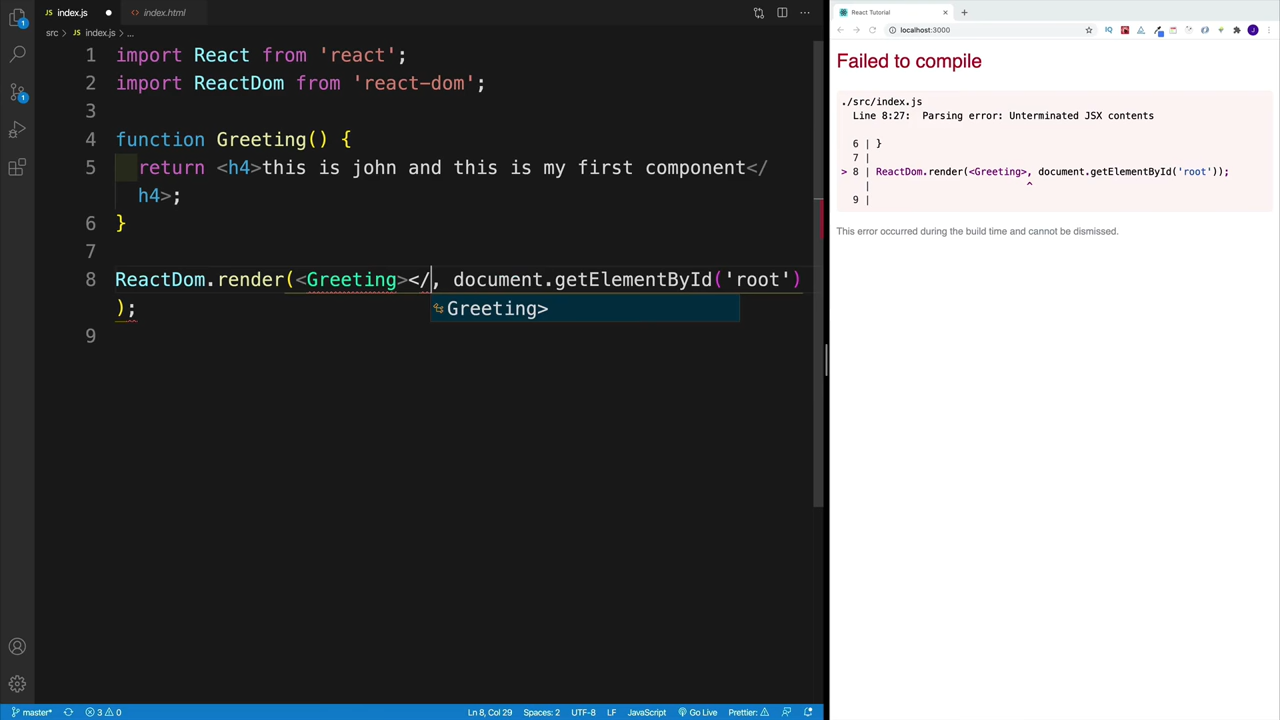 index.js
index.html
src > index.js > ...
1 import React from 'react';
2 import ReactDom from 'react-dom';
3
4 function Greeting() {
5 return <h4>this is john and this is my first component</
h4>;
6 }
7
8 ReactDom.render(<Greeting></, document.getElementById('root')
);
Greeting>
9
master*
3
0
Ln 8, Col 29
Spaces: 2
UTF-8
LF
JavaScript
Go Live
Prettier:
React Tutorial
localhost:3000
Failed to compile
./src/index.js
Line 8:27: Parsing error: Unterminated JSX contents
6 | }
7 |
> 8 | ReactDom.render(<Greeting>, document.getElementById('root'));
| ^
9 |
This error occurred during the build time and cannot be dismissed.